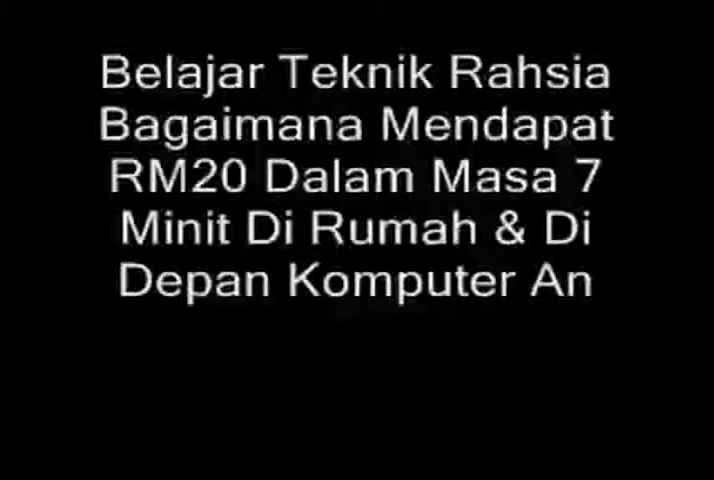 Belajar Teknik Rahsia
Bagaimana Mendapat
RM20 Dalam Masa 7
Minit Di Rumah & Di
Depan Komputer An